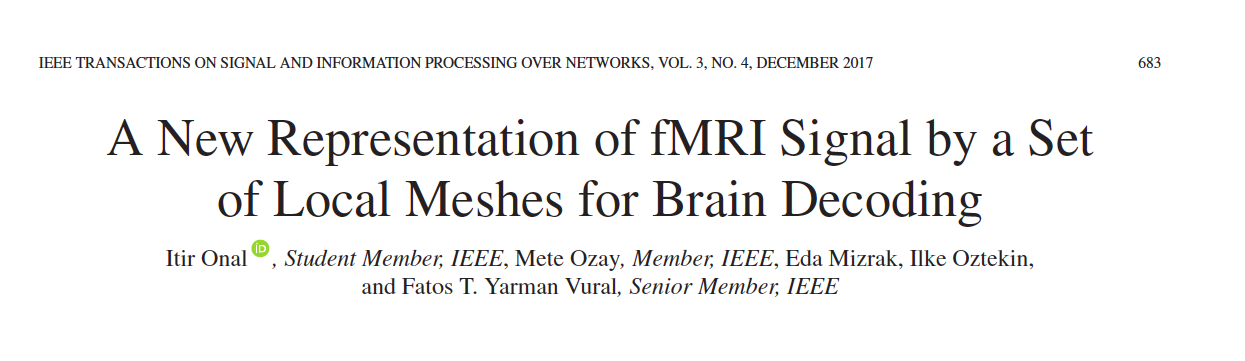 IEEE TRANSACTIONS ON SIGNAL AND INFORMATION PROCESSING OVER NETWORKS, VOL. 3, NO. 4, DECEMBER 2017 683
A New Representation of fMRI Signal by a Set
of Local Meshes for Brain Decoding
Itir Onal iD, Student Member, IEEE, Mete Ozay, Member, IEEE, Eda Mizrak, Ilke Oztekin,
and Fatos T. Yarman Vural, Senior Member, IEEE